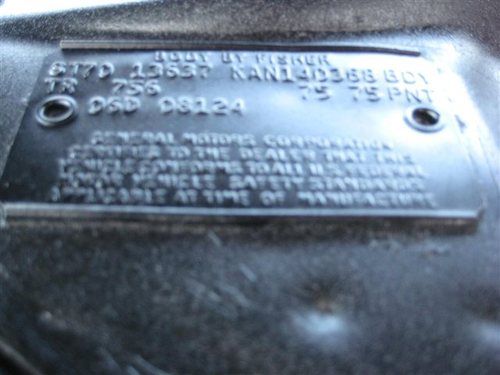 BODY BY FISHER
ST70 13637 KAN140368 BDY
TR 756 75 75 PNT
06D 08124
GENERAL MOTORS CORPORATION
CERTIFIES TO THE DEALER THAT THIS
VEHICLE CONFORMS TO ALL U.S. FEDERAL
MOTOR VEHICLE SAFETY STANDARDS
APPLICABLE AT TIME OF MANUFACTURE